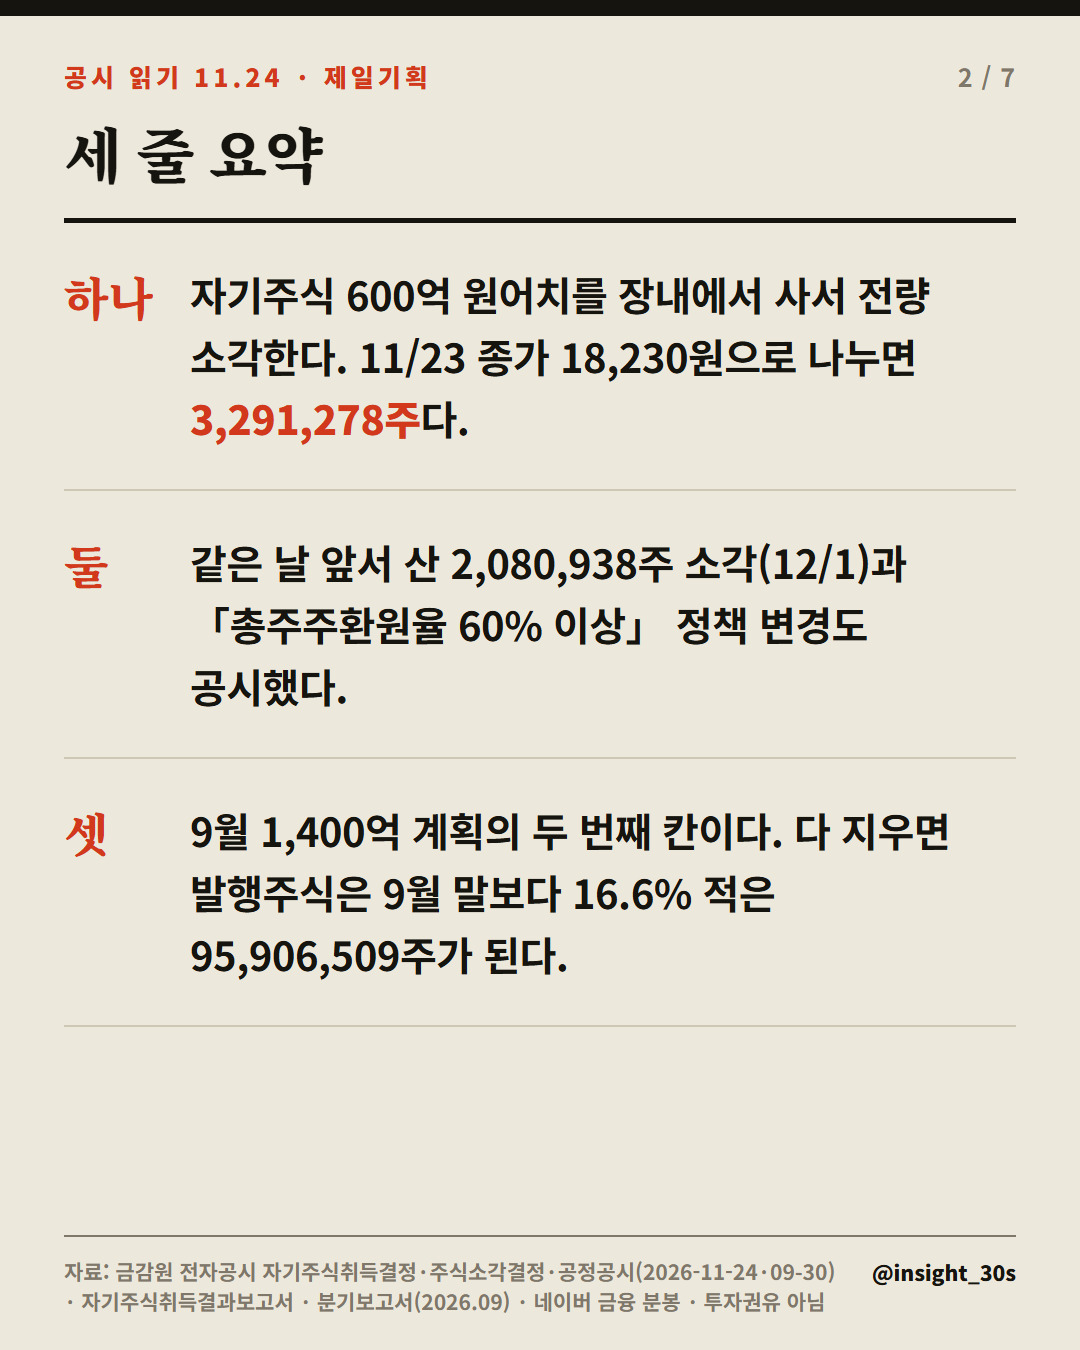 공시 읽기 11.24 · 제일기획
2 / 7
세 줄 요약
하나
자기주식 600억 원어치를 장내에서 사서 전량
소각한다. 11/23 종가 18,230원으로 나누면
3,291,278주다.
둘
같은 날 앞서 산 2,080,938주 소각(12/1)과
「총주주환원율 60% 이상」 정책 변경도
공시했다.
셋
9월 1,400억 계획의 두 번째 칸이다. 다 지우면
발행주식은 9월 말보다 16.6% 적은
95,906,509주가 된다.
자료: 금감원 전자공시 자기주식취득결정·주식소각결정·공정공시(2026-11-24·09-30)
· 자기주식취득결과보고서 · 분기보고서(2026.09) · 네이버 금융 분봉 · 투자권유 아님
@insight_30s